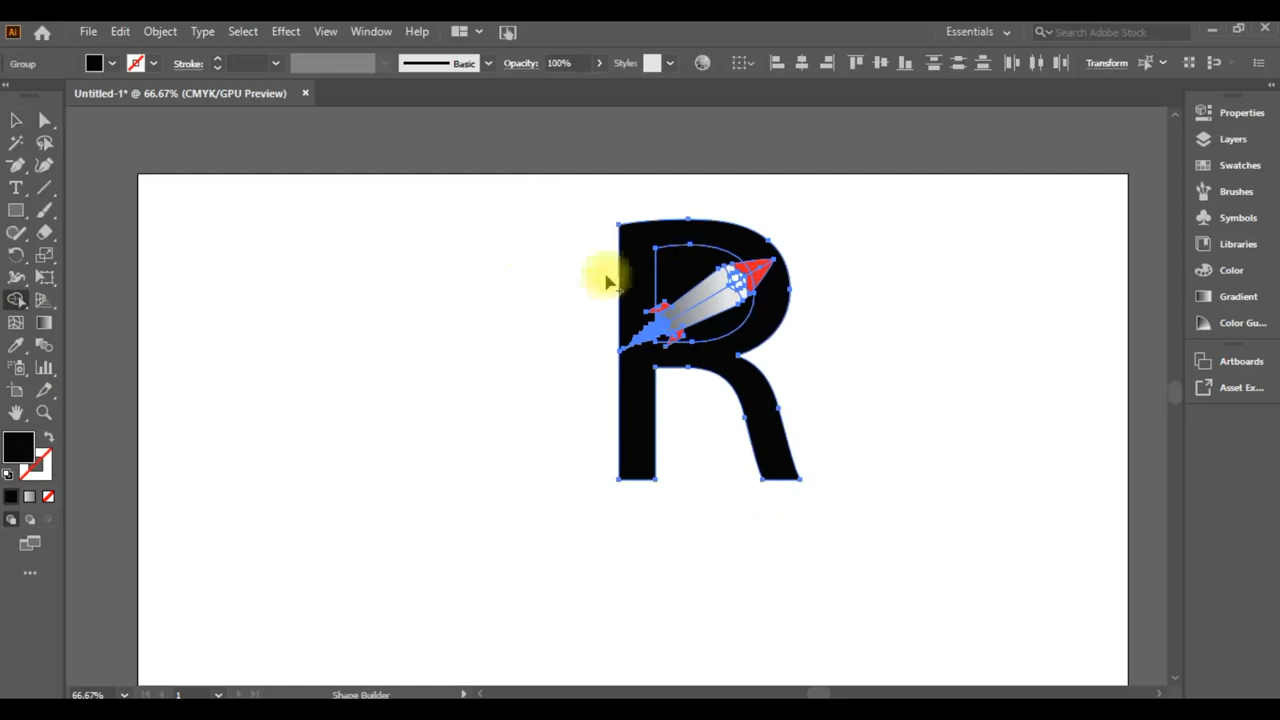 Ai File Edit Object Type Select Effect View Window Help Essentials Search Adobe Stock
Group Stroke: Basic Opacity: 100% Style: Transform
Untitled-1* @ 66.67% (CMYK/GPU Preview)
Properties
Layers
Swatches
Brushes
Symbols
Libraries
Color
Gradient
Color Gu...
Artboards
Asset Ex...
R
66.67% 1 Shape Builder